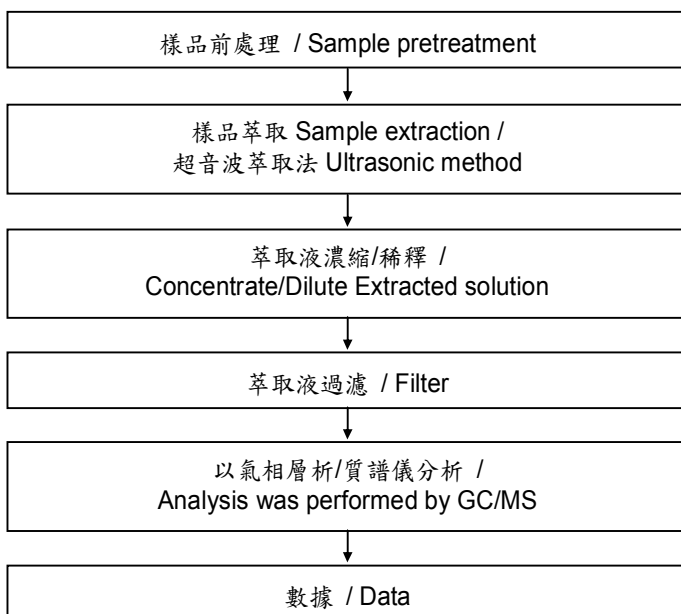 樣品前處理 / Sample pretreatment
樣品萃取 Sample extraction /
超音波萃取法 Ultrasonic method
萃取液濃縮/稀釋 /
Concentrate/Dilute Extracted solution
萃取液過濾 / Filter
以氣相層析/質譜儀分析 /
Analysis was performed by GC/MS
數據 / Data